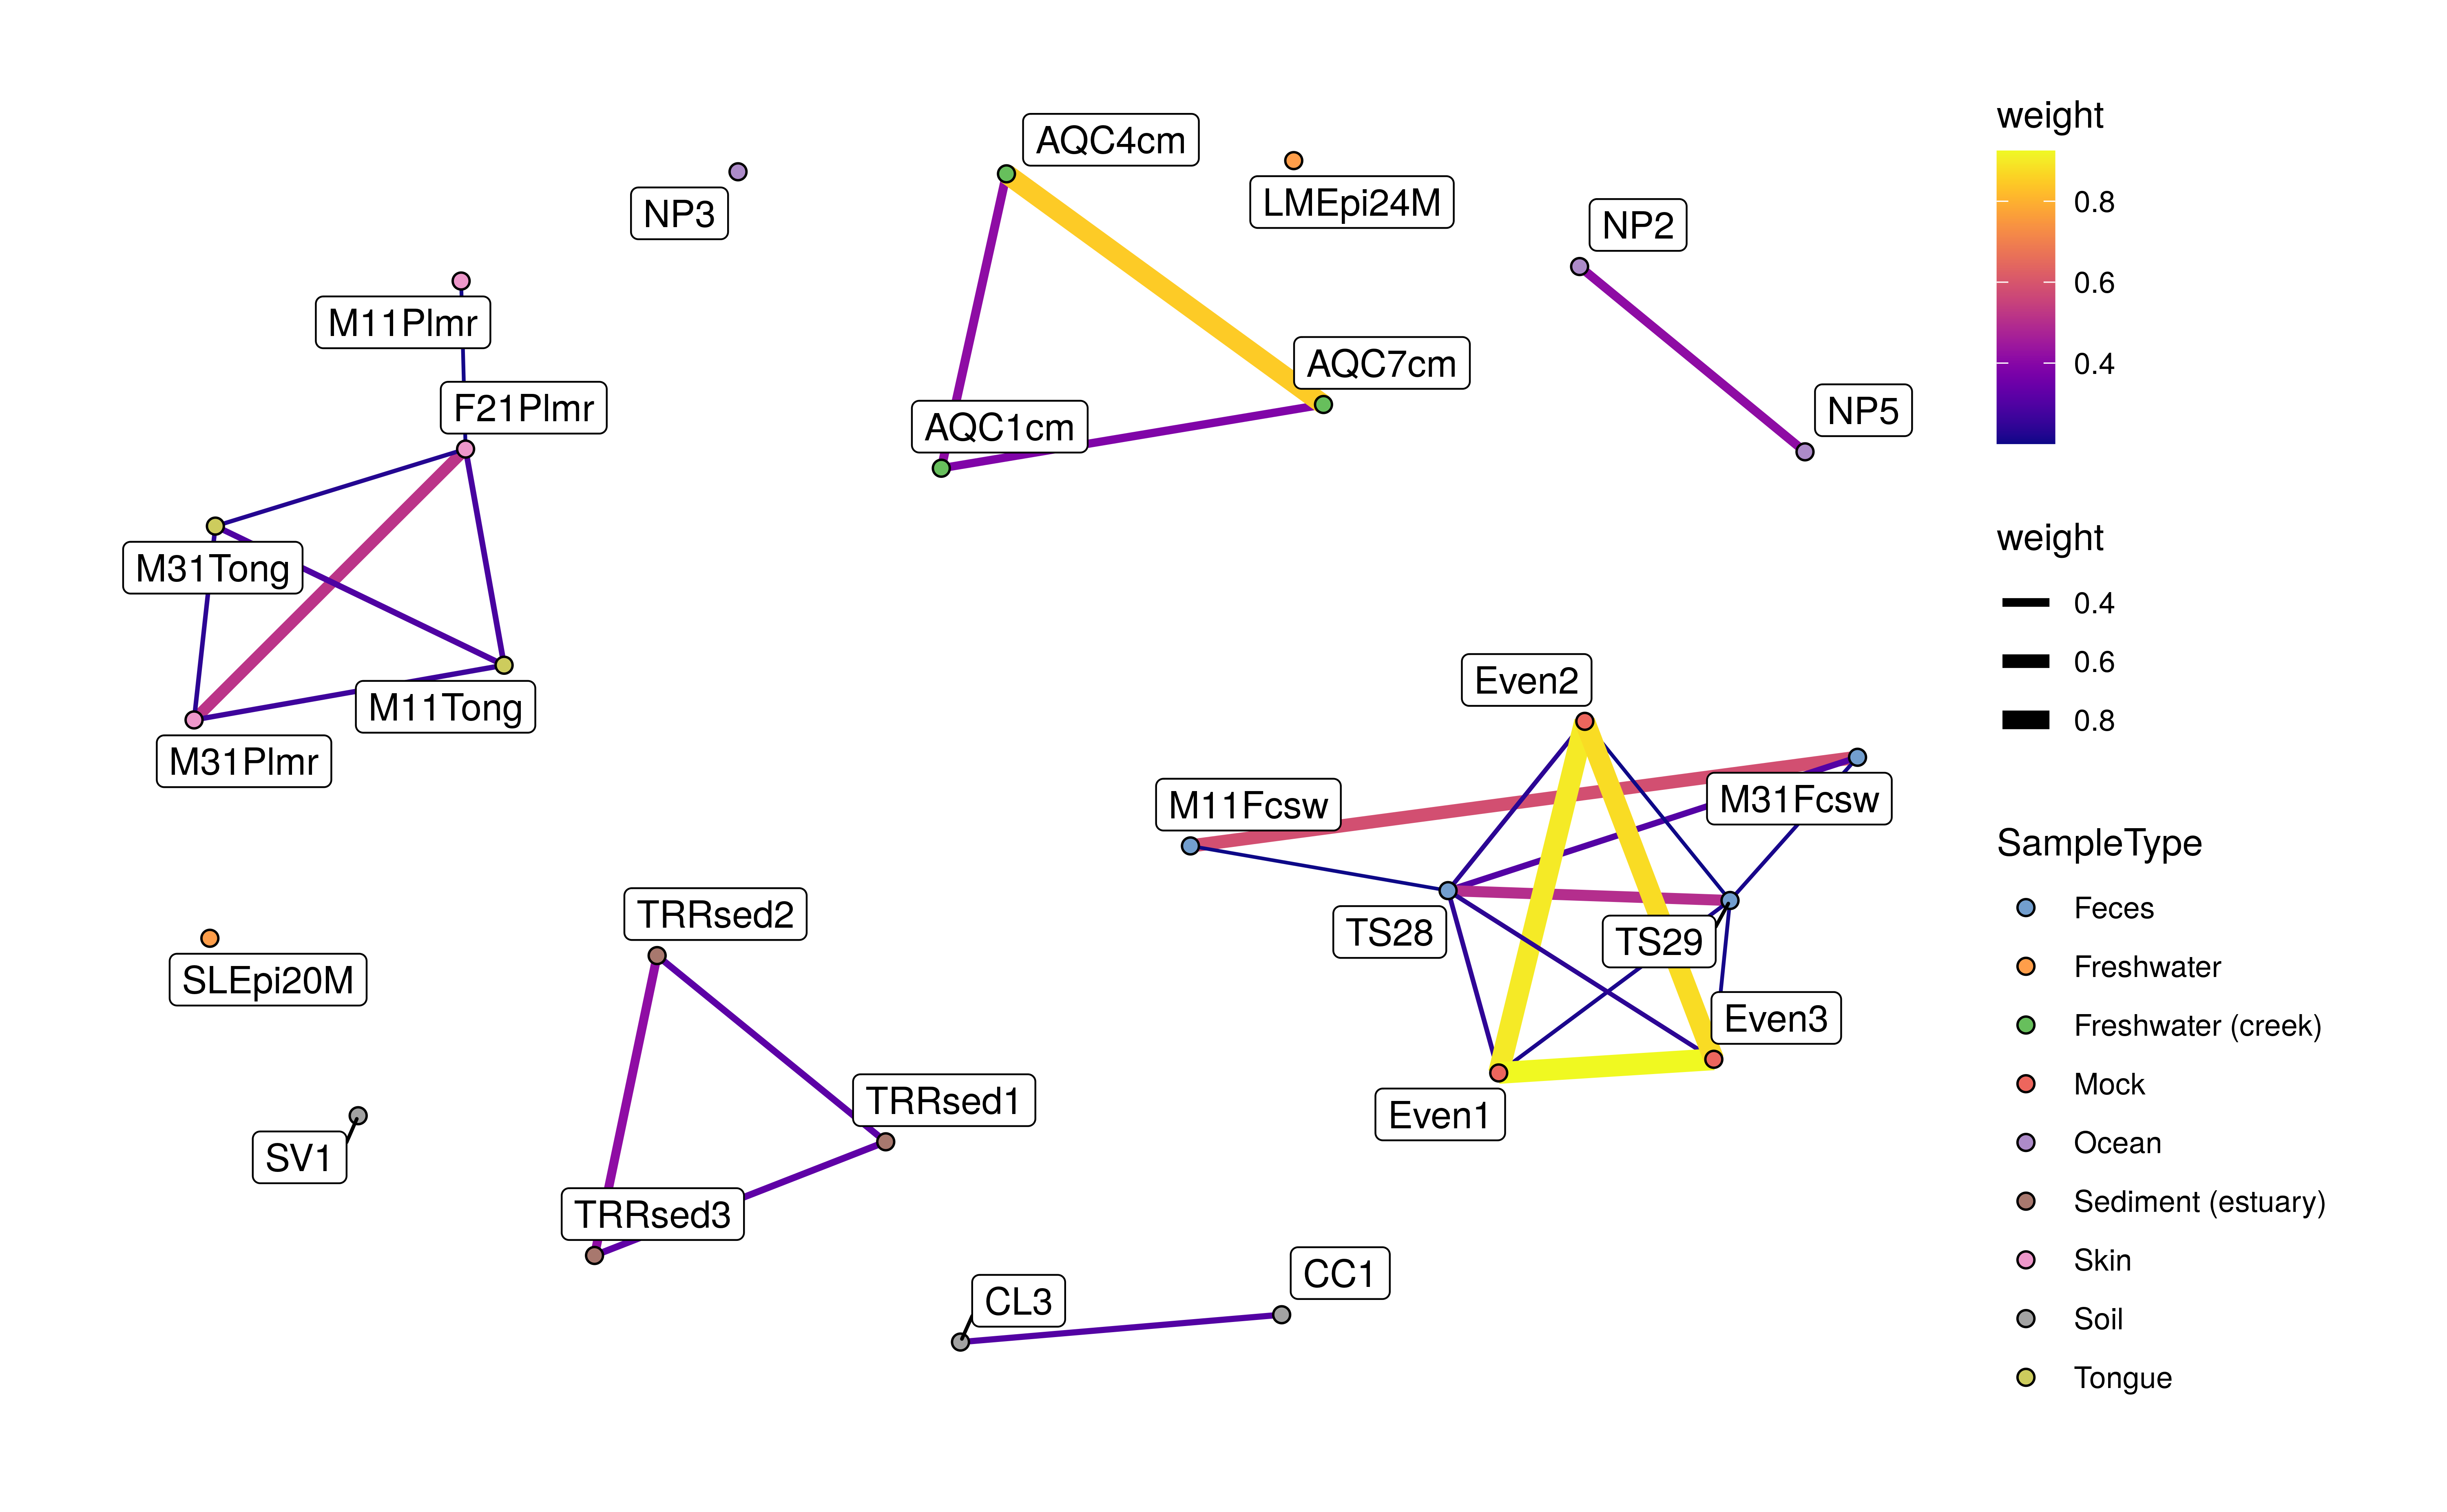 AQC4cm
NP3
LMEpi24M
NP2
M11Plmr
AQC7cm
F21Plmr
AQC1cm
NP5
M31Tong
M11Tong
M31Plmr
Even2
M11Fcsw
M31Fcsw
TRRsed2
TS28
TS29
SLEpi20M
Even3
TRRsed1
Even1
SV1
TRRsed3
CL3
CC1
weight
0.8
0.6
0.4
weight
0.4
0.6
0.8
SampleType
Feces
Freshwater
Freshwater (creek)
Mock
Ocean
Sediment (estuary)
Skin
Soil
Tongue